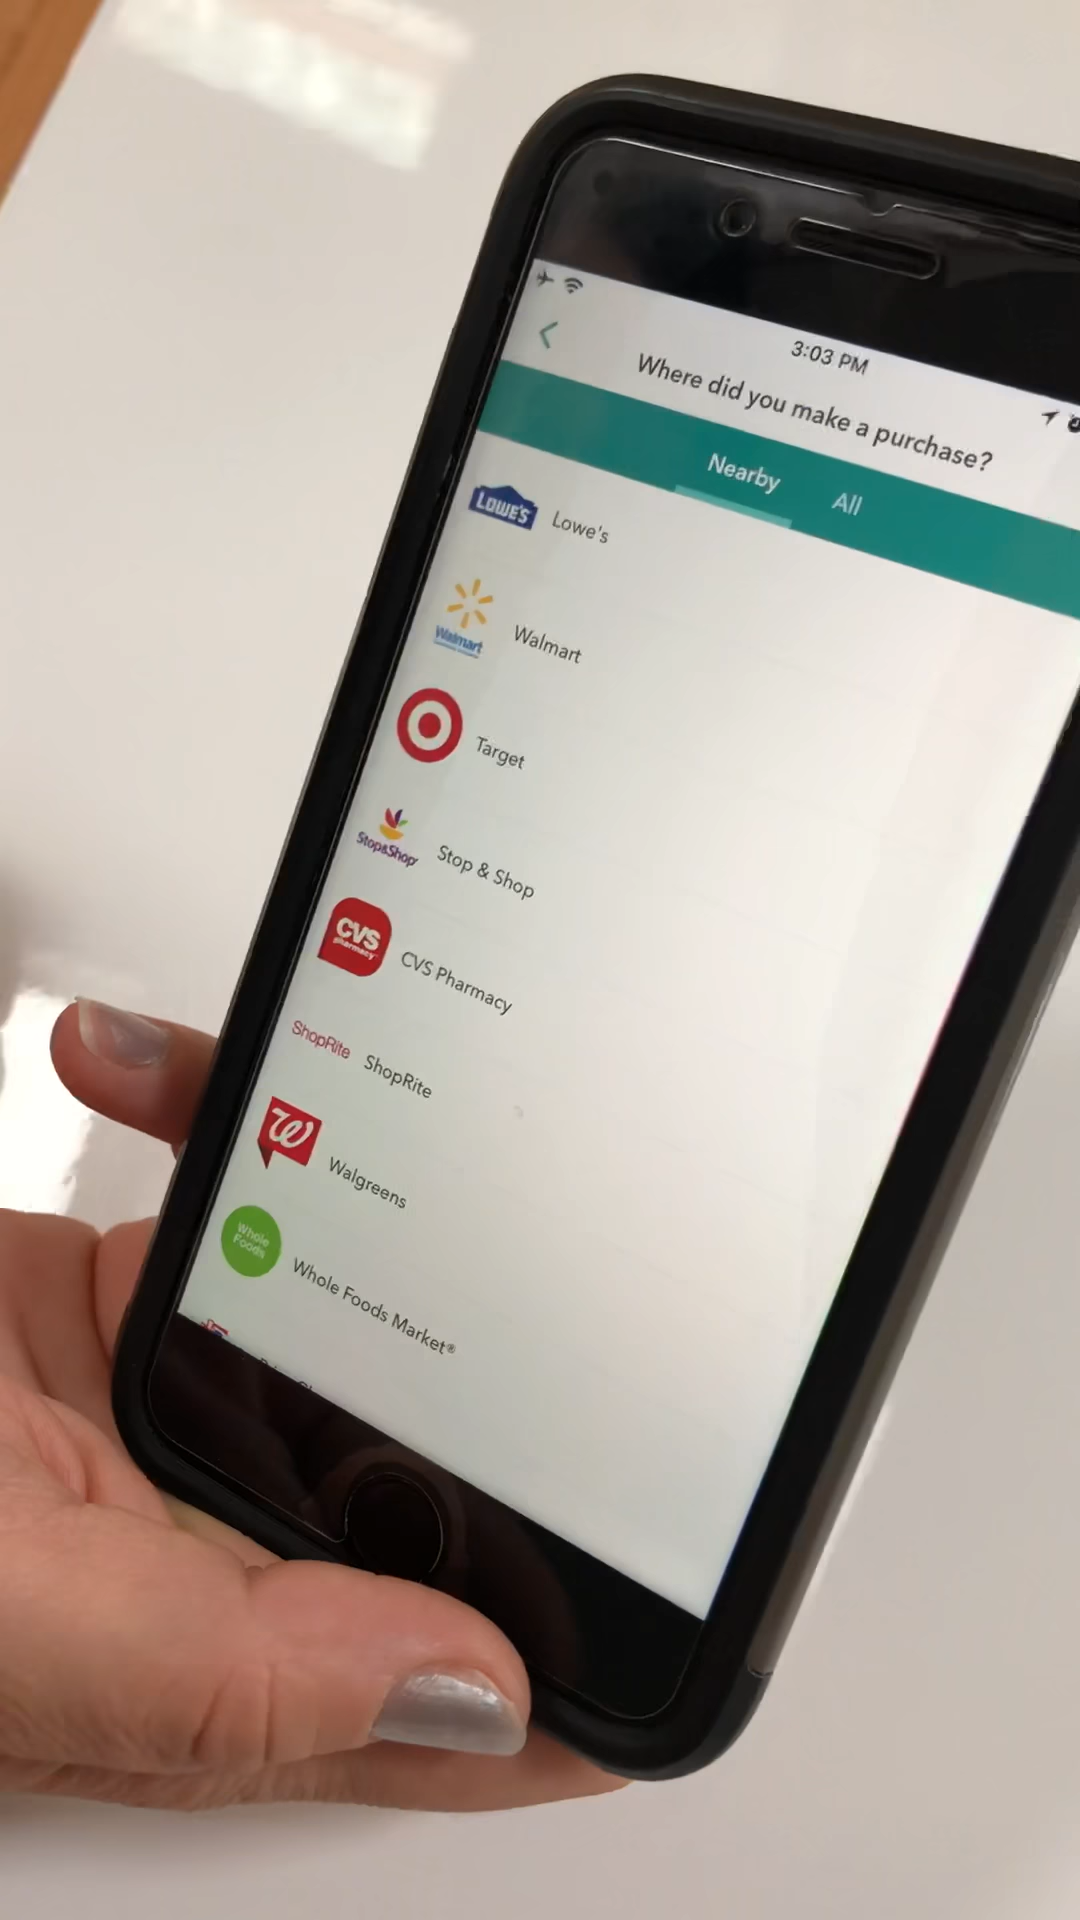 3:03 PM
Where did you make a purchase?
Nearby All
LOWE'S Lowe's
Walmart Walmart
Target
Stop&Shop Stop & Shop
CVS pharmacy CVS Pharmacy
ShopRite ShopRite
Walgreens
Whole Foods Whole Foods Market®